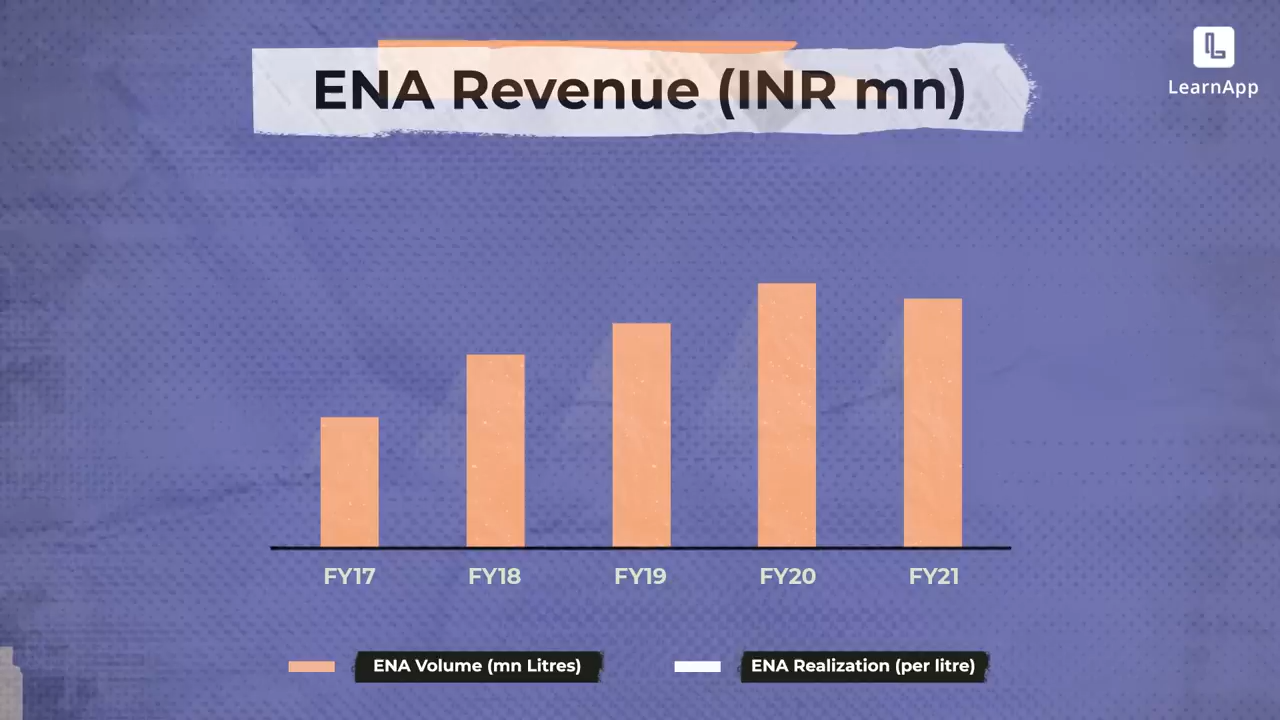 ENA Revenue (INR mn)
LearnApp
FY17 FY18 FY19 FY20 FY21
ENA Volume (mn Litres) ENA Realization (per litre)